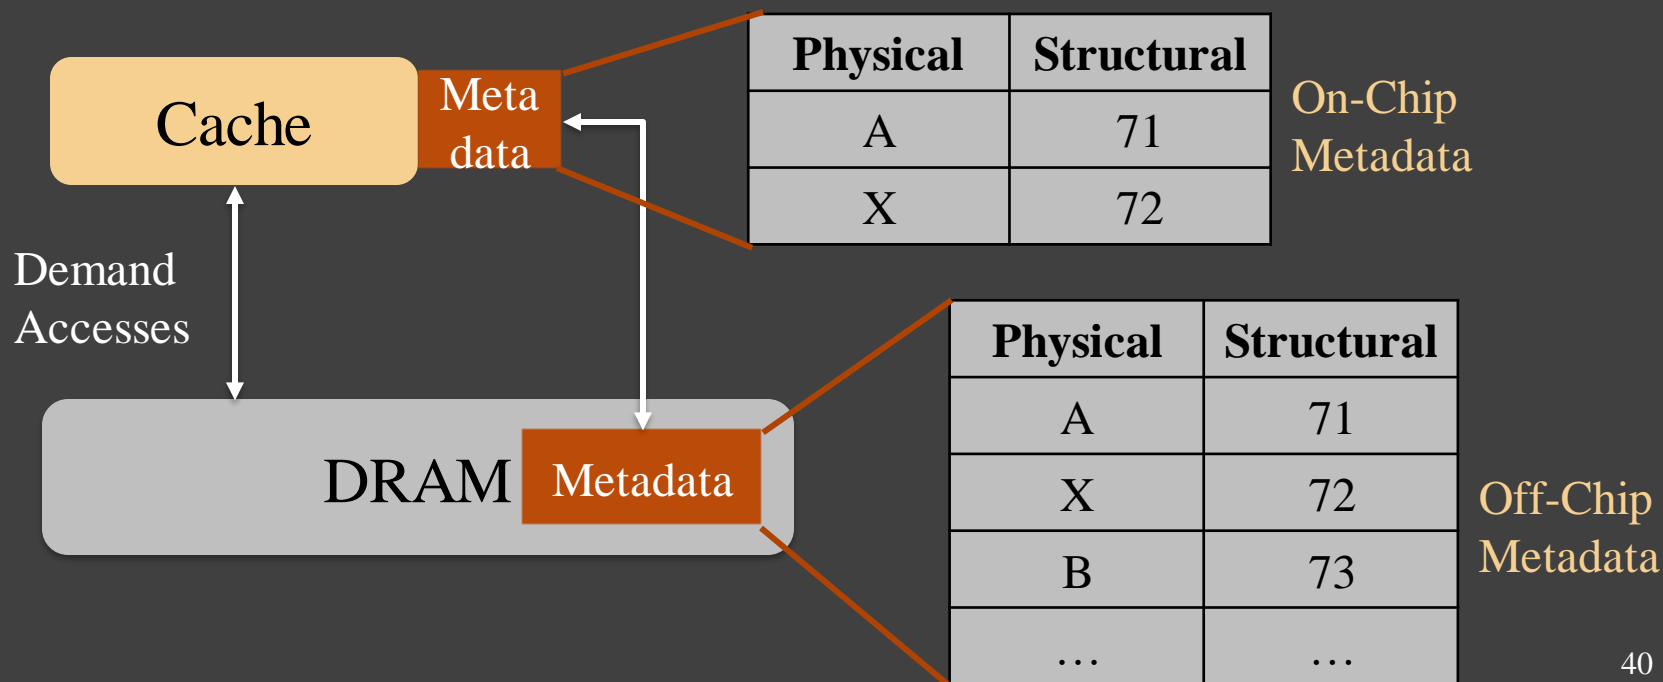 Cache
Meta
data
Physical Structural
A 71
X 72
On-Chip
Metadata
Demand
Accesses
DRAM
Metadata
Physical Structural
A 71
X 72
B 73
… …
Off-Chip
Metadata
40